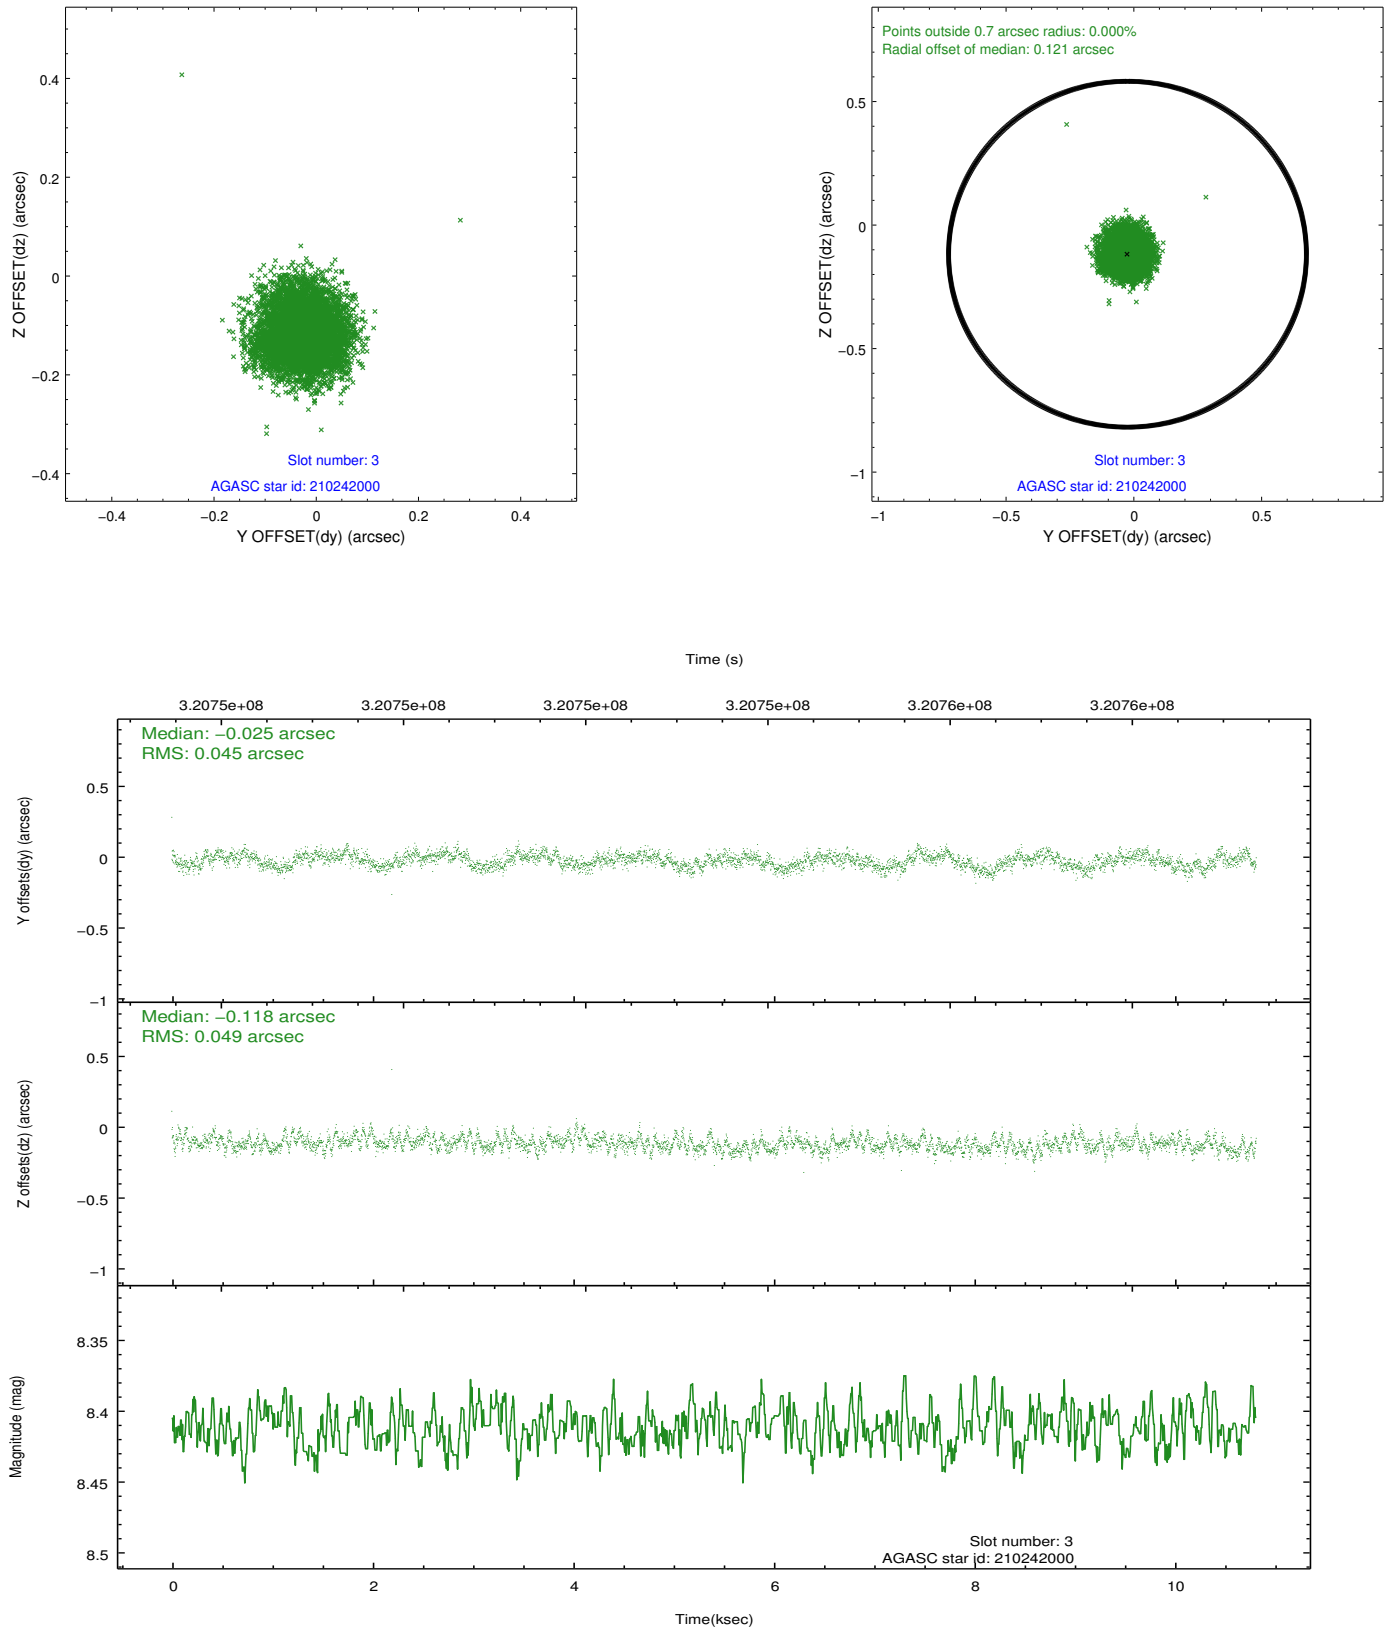 0.4
0.2
0
−0.2
−0.4
Z OFFSET(dz) (arcsec)
Slot number: 3
AGASC star id: 210242000
−0.4 −0.2 0 0.2 0.4
Y OFFSET(dy) (arcsec)
Points outside 0.7 arcsec radius: 0.000%
Radial offset of median: 0.121 arcsec
0.5
0
−0.5
−1
Z OFFSET(dz) (arcsec)
Slot number: 3
AGASC star id: 210242000
−1 −0.5 0 0.5
Y OFFSET(dy) (arcsec)
Time (s)
3.2075e+08 3.2075e+08 3.2075e+08 3.2075e+08 3.2076e+08 3.2076e+08
Median: −0.025 arcsec
RMS: 0.045 arcsec
0.5
0
−0.5
−1
Y offsets(dy) (arcsec)
Median: −0.118 arcsec
RMS: 0.049 arcsec
0.5
0
−0.5
−1
Z offsets(dz) (arcsec)
8.35
8.4
8.45
8.5
Magnitude (mag)
Slot number: 3
AGASC star id: 210242000
0 2 4 6 8 10
Time(ksec)